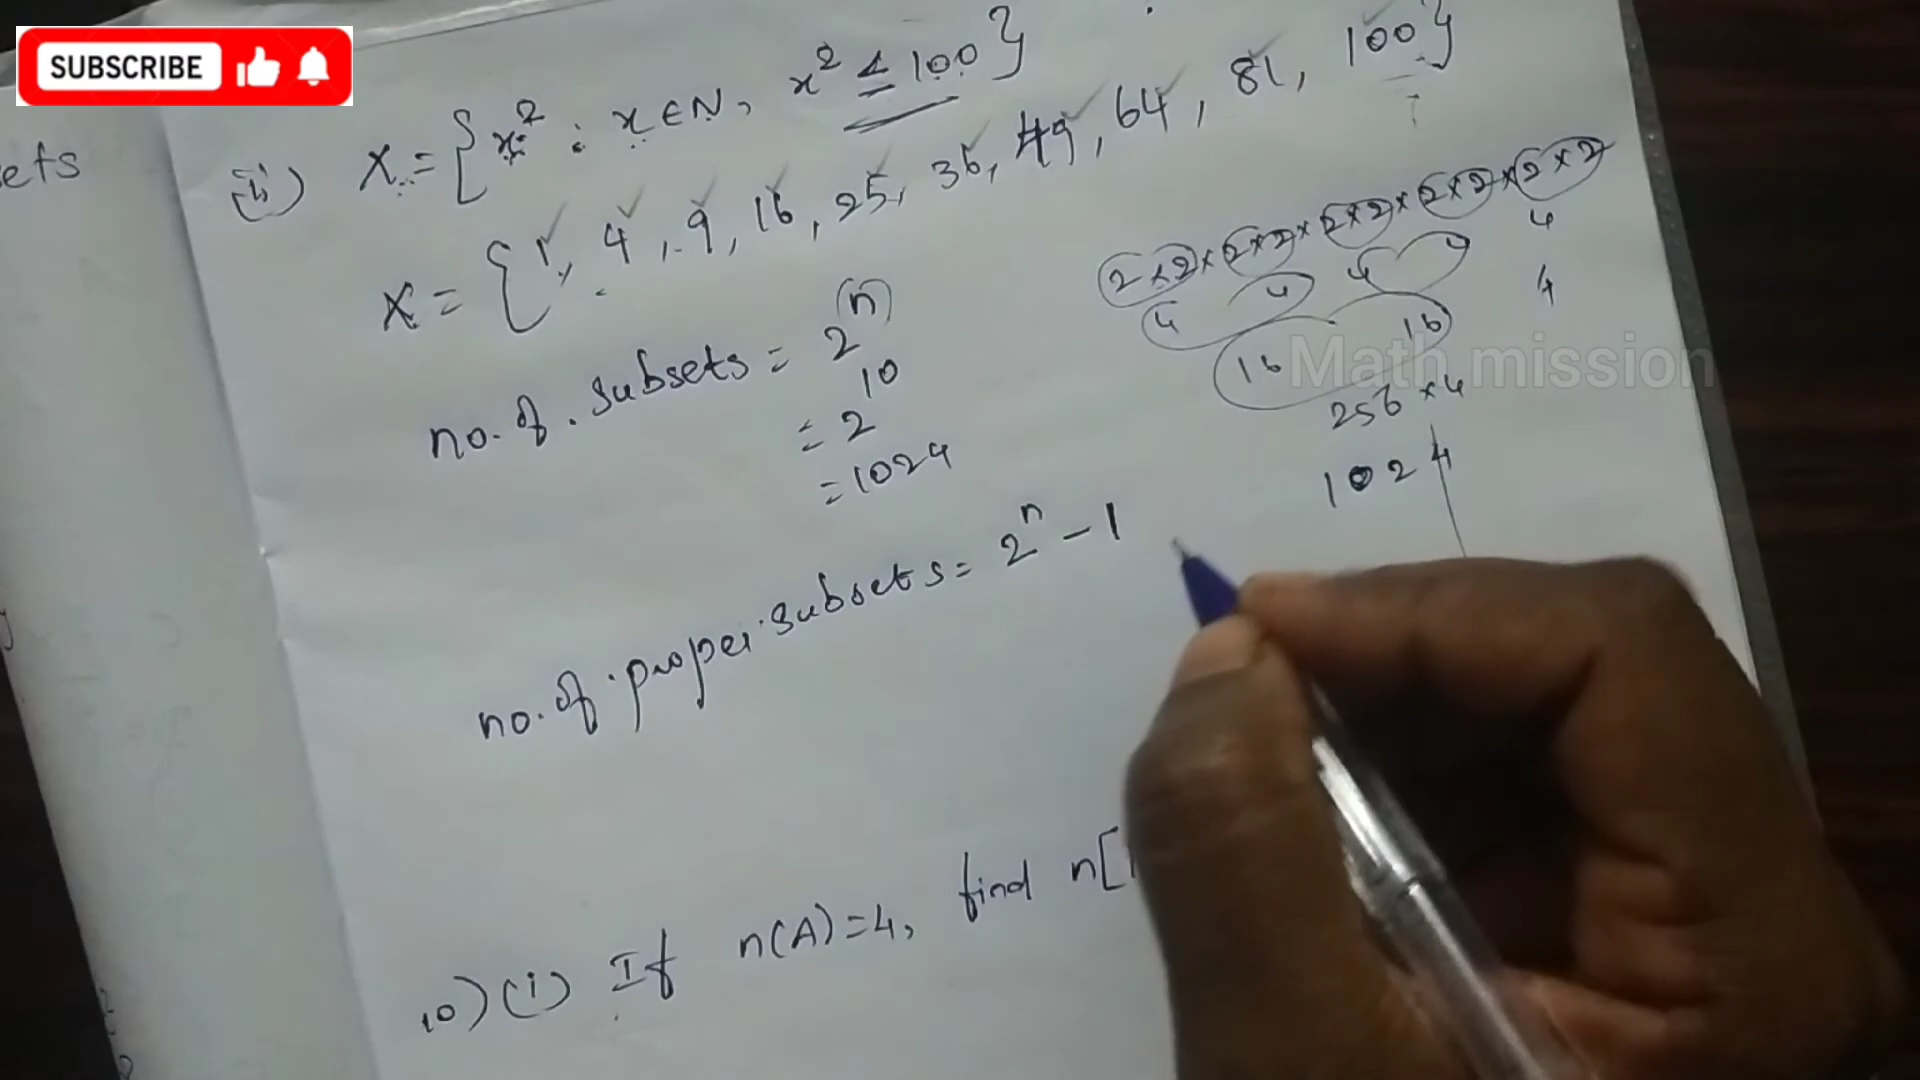 SUBSCRIBE
ets
(ii) X = {x² : x ∈ N, x² ≤ 100}
X = {1, 4, 9, 16, 25, 36, 49, 64, 81, 100}
2×2×2×2×2×2×2×2×2×2
4 4 4 4 4
16 16 4
Math mission
256×4
1024
no. of. subsets = 2ⁿ
= 2¹⁰
= 1024
no. of. proper subsets = 2ⁿ - 1
10) (i) If n(A)=4, find n[